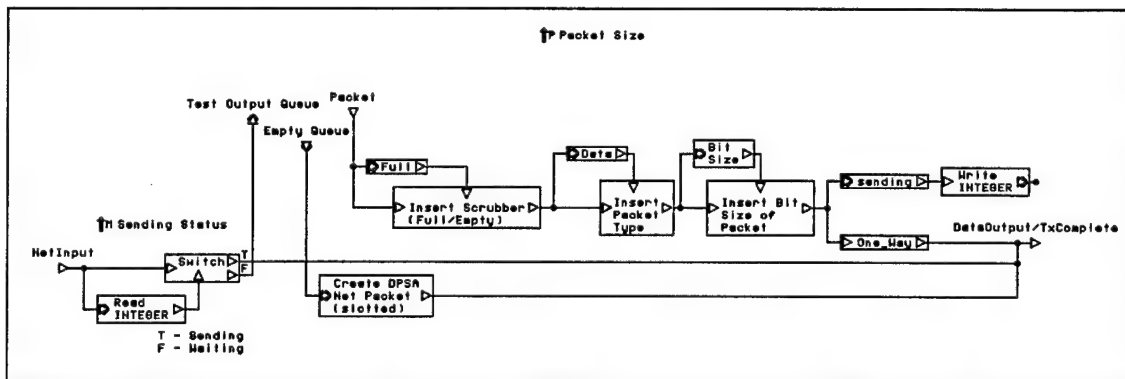 P Packet Size
Packet
Test Output Queue
Empty Queue
Full
Data
Bit
Size
Insert Scrubber
(Full/Empty)
Insert
Packet
Type
Insert Bit
Size of
Packet
sending
Write
INTEGER
M Sending Status
One_Way
DataOutput/TxComplete
NetInput
Switch
T
F
Create DPSA
Net Packet
(slotted)
Read
INTEGER
T - Sending
F - Waiting